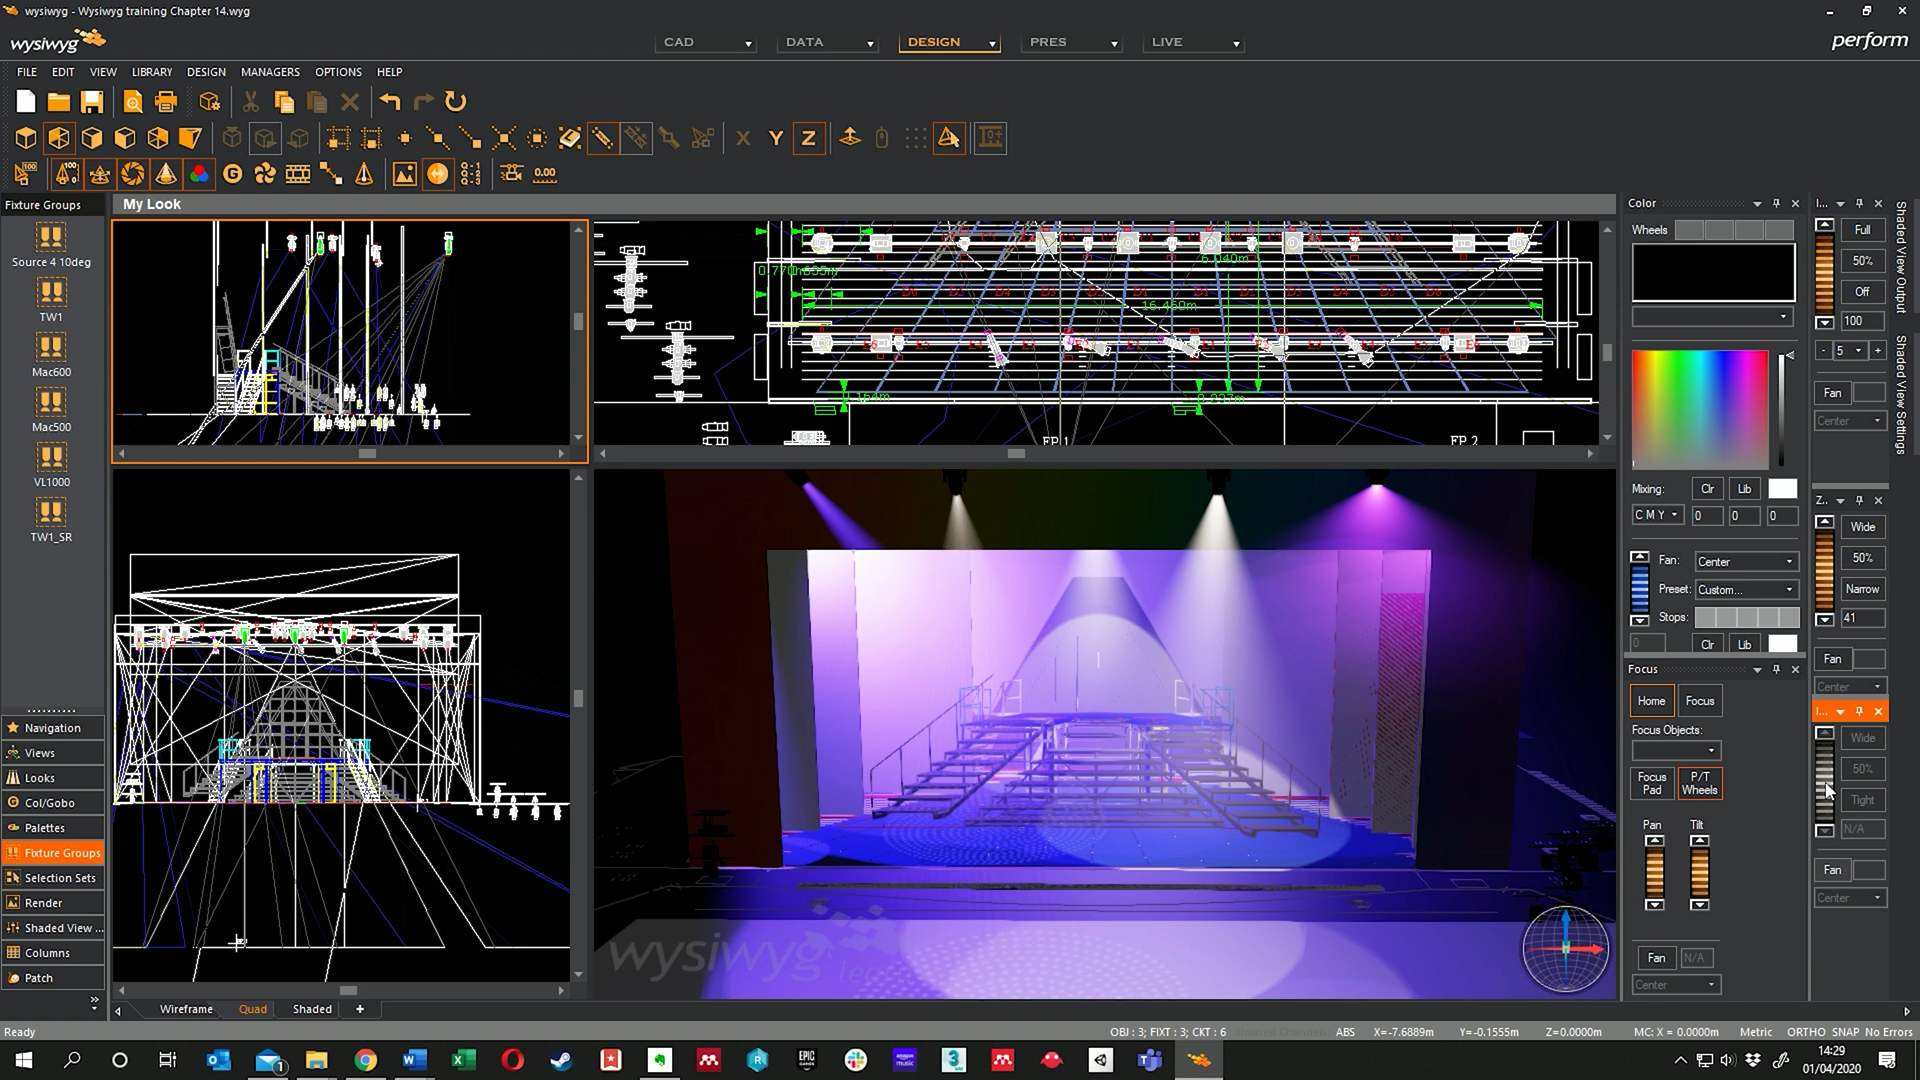 wysiwyg - Wysiwyg training Chapter 14.wyg
wysiwyg
CAD
DATA
DESIGN
PRES
LIVE
perform
FILE EDIT VIEW LIBRARY DESIGN MANAGERS OPTIONS HELP
X Y Z
0.00
Fixture Groups
Source 4 10deg
TW1
Mac600
Mac500
VL1000
TW1_SR
Navigation
Views
Looks
Col/Gobo
Palettes
Fixture Groups
Selection Sets
Render
Shaded View ...
Columns
Patch
My Look
16.460m
6.040m
FP 1
FP 2
wysiwyg
Wireframe Quad Shaded +
Color
Wheels
Mixing: Clr Lib
C M Y 0 0 0
Fan: Center
Preset: Custom...
Stops:
0 Clr Lib
Focus
Home Focus
Focus Objects:
Focus Pad
P/T Wheels
Pan Tilt
Fan N/A
Center
I...
Full
50%
Off
100
- 5 +
Fan
Center
Z..
Wide
50%
Narrow
41
Fan
Center
I...
Wide
50%
Tight
N/A
Fan
Center
Shaded View Output
Shaded View Settings
Ready
OBJ : 3; FIXT : 3; CKT : 6
ABS X=-7.6889m Y=-0.1555m Z=0.0000m MC: X = 0.0000m Metric ORTHO SNAP No Errors
14:29
01/04/2020